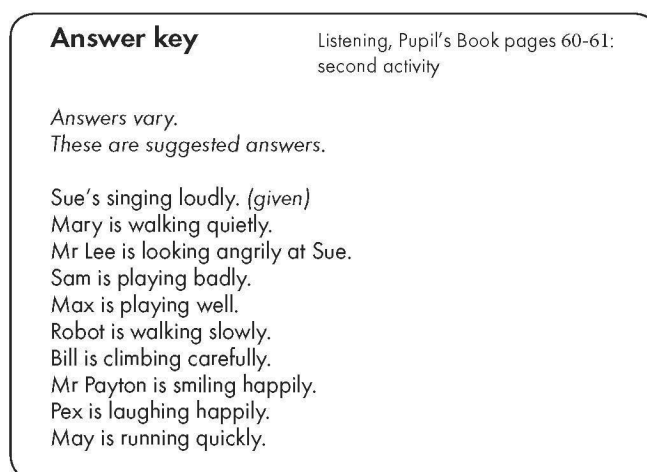 Answer key
Listening, Pupil's Book pages 60-61:
second activity
Answers vary.
These are suggested answers.
Sue's singing loudly. (given)
Mary is walking quietly.
Mr Lee is looking angrily at Sue.
Sam is playing badly.
Max is playing well.
Robot is walking slowly.
Bill is climbing carefully.
Mr Payton is smiling happily.
Pex is laughing happily.
May is running quickly.